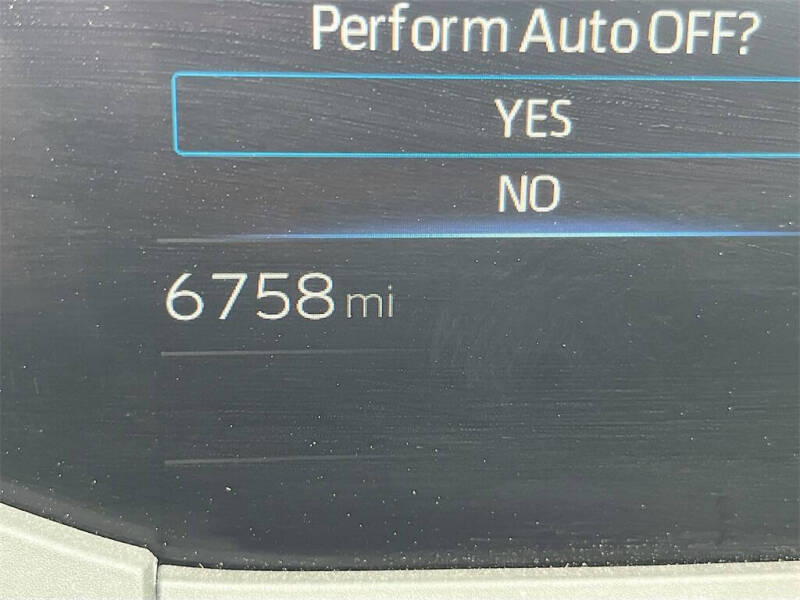 Perform Auto OFF?
YES
NO
6758 mi